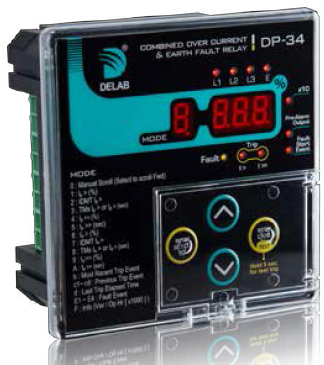 COMBINED OVER CURRENT
& EARTH FAULT RELAY
DP-34
DELAB
L1 L2 L3 E
%
x10
Pre-Alarm
Output
Fault
Start
Event
8 8.8.8.
MODE
Fault
Trip
I> I>>
MODE
0 : Manual Scroll (Select to scroll Fwd)
1 : I> (%)
2 : IDMT I>
3 : TMs I> or I> (sec)
4 : I>> (%)
5 : I>> (sec)
6 : I> (%)
7 : IDMT I>
8 : TMs I> or I> (sec)
9 : I>> (%)
A : I>> (sec)
b : Most Recent Trip Event
c1~c9 : Previous Trip Event
d : Last Trip Elapsed Time
E1 ~ E4 : Fault Event
F : Info (Ver / Op Hr [ x1000 ] )
TEST
Hold 3 sec
for test trip